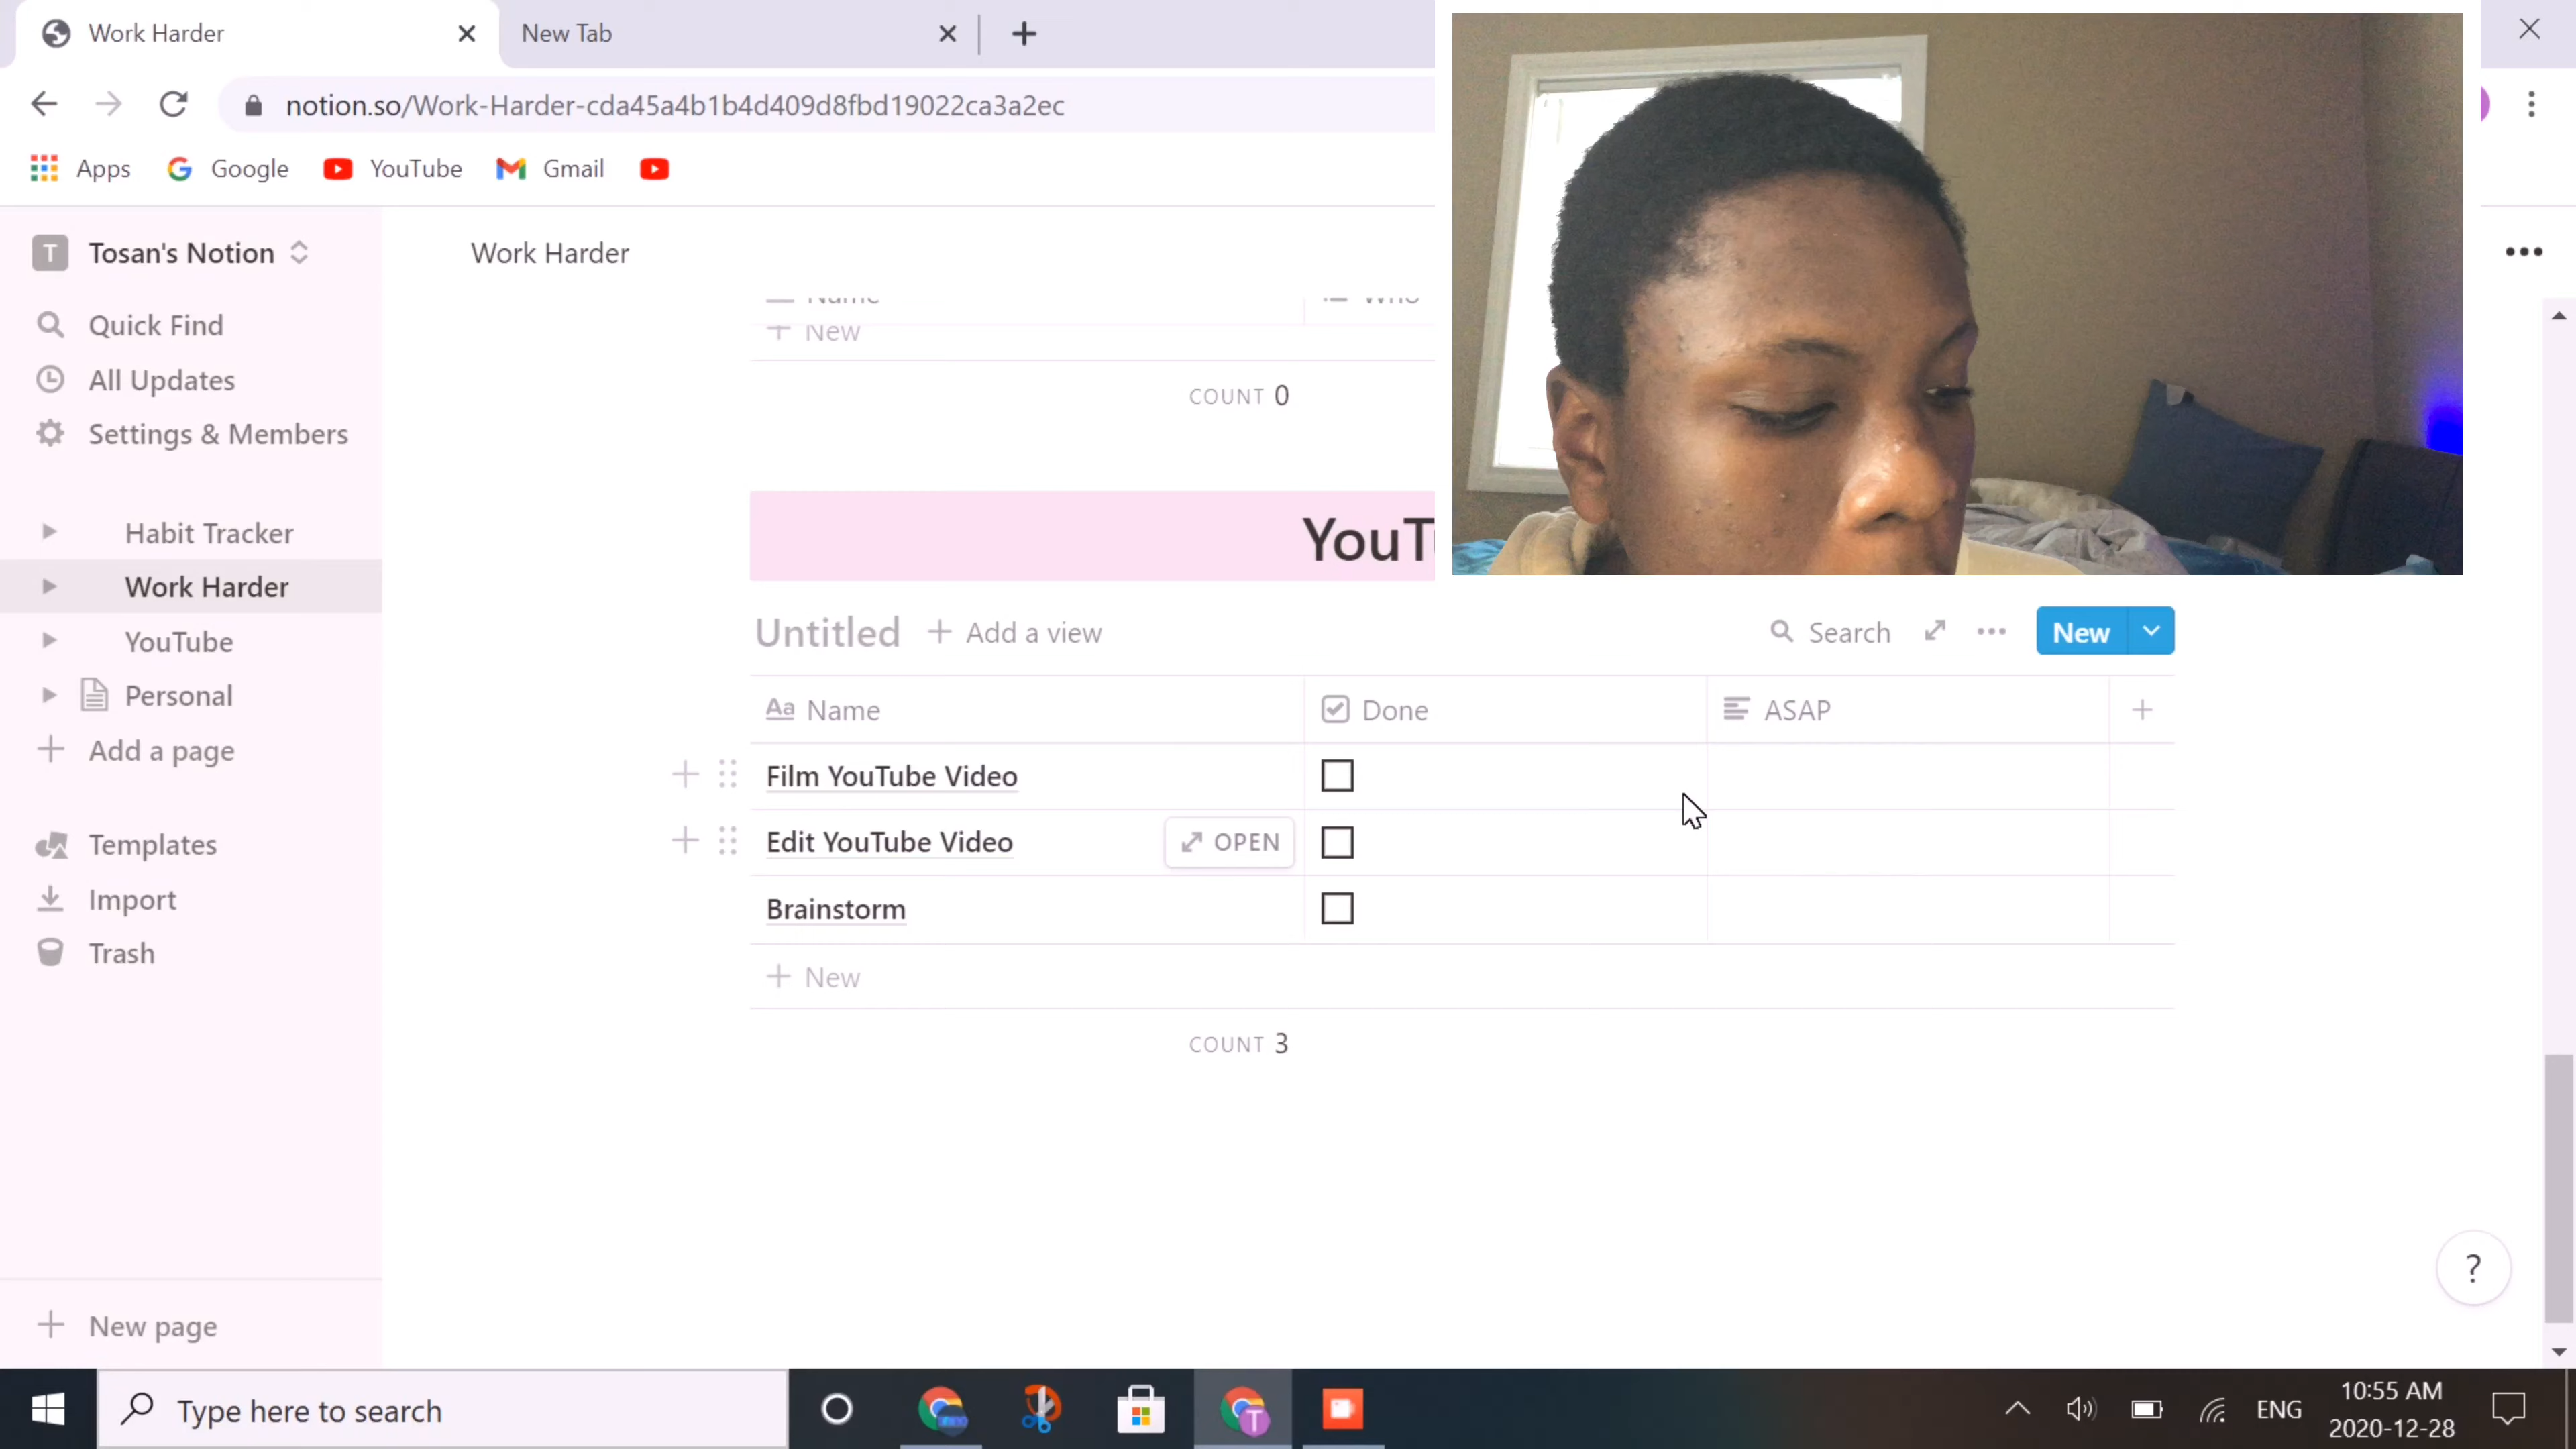 Work Harder
New Tab
notion.so/Work-Harder-cda45a4b1b4d409d8fbd19022ca3a2ec
Apps
Google
YouTube
Gmail
T
Tosan's Notion
Quick Find
All Updates
Settings & Members
Habit Tracker
Work Harder
YouTube
Personal
Add a page
Templates
Import
Trash
New page
Work Harder
Name
Who
New
COUNT 0
Untitled
Add a view
Search
New
Aa Name
Done
ASAP
Film YouTube Video
Edit YouTube Video
OPEN
Brainstorm
New
COUNT 3
?
Type here to search
T
ENG
10:55 AM
2020-12-28